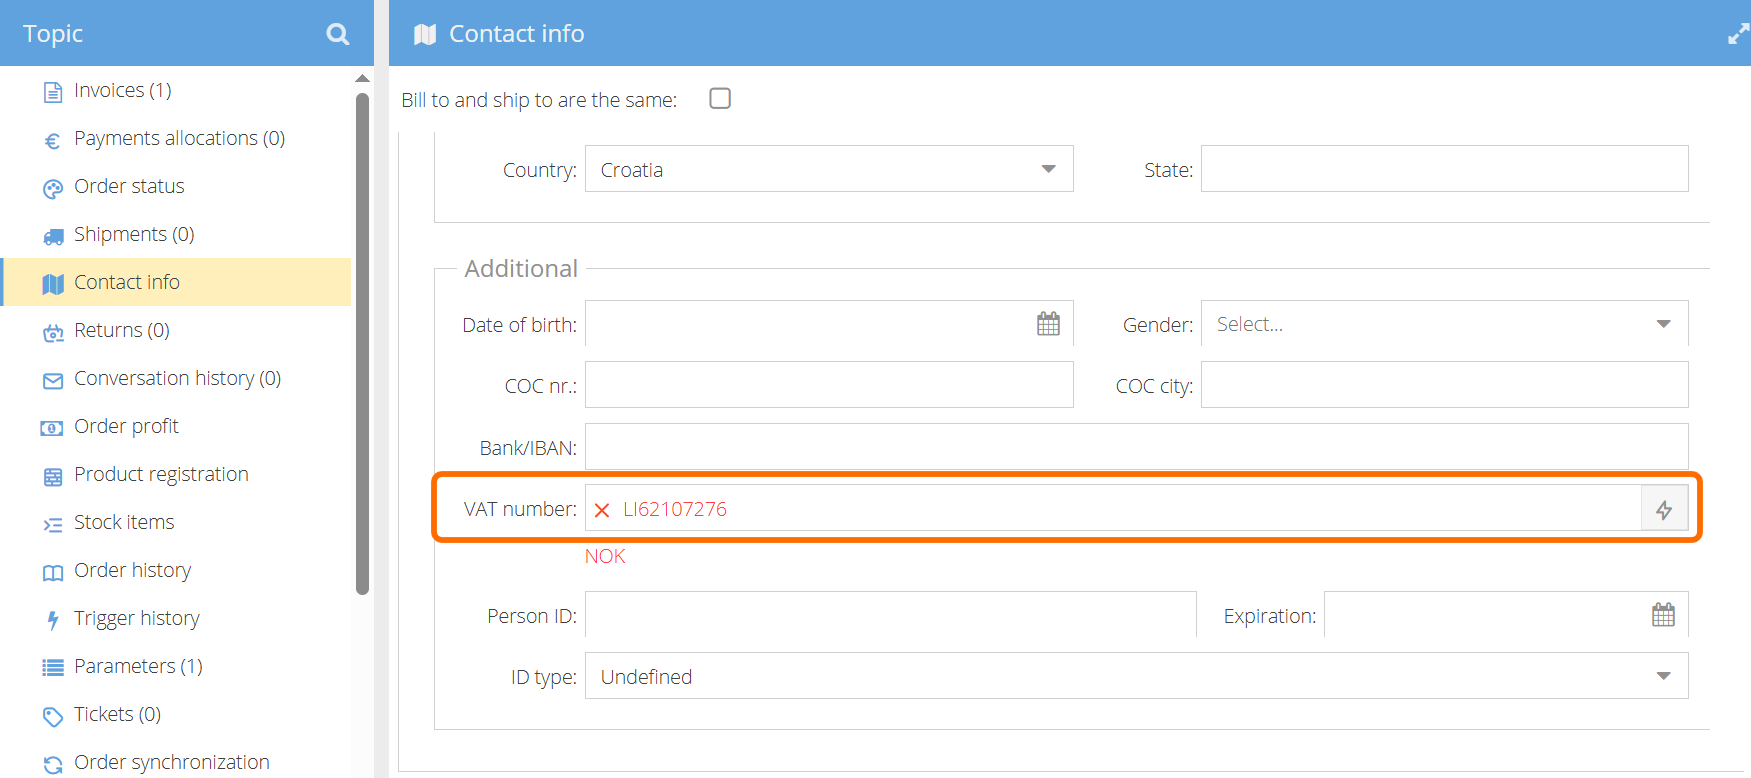 Topic
Invoices (1)
Payments allocations (0)
Order status
Shipments (0)
Contact info
Returns (0)
Conversation history (0)
Order profit
Product registration
Stock items
Order history
Trigger history
Parameters (1)
Tickets (0)
Order synchronization
Contact info
Bill to and ship to are the same:
Country: Croatia State:
Additional
Date of birth: Gender: Select...
COC nr.: COC city:
Bank/IBAN:
VAT number: LI62107276
NOK
Person ID: Expiration:
ID type: Undefined